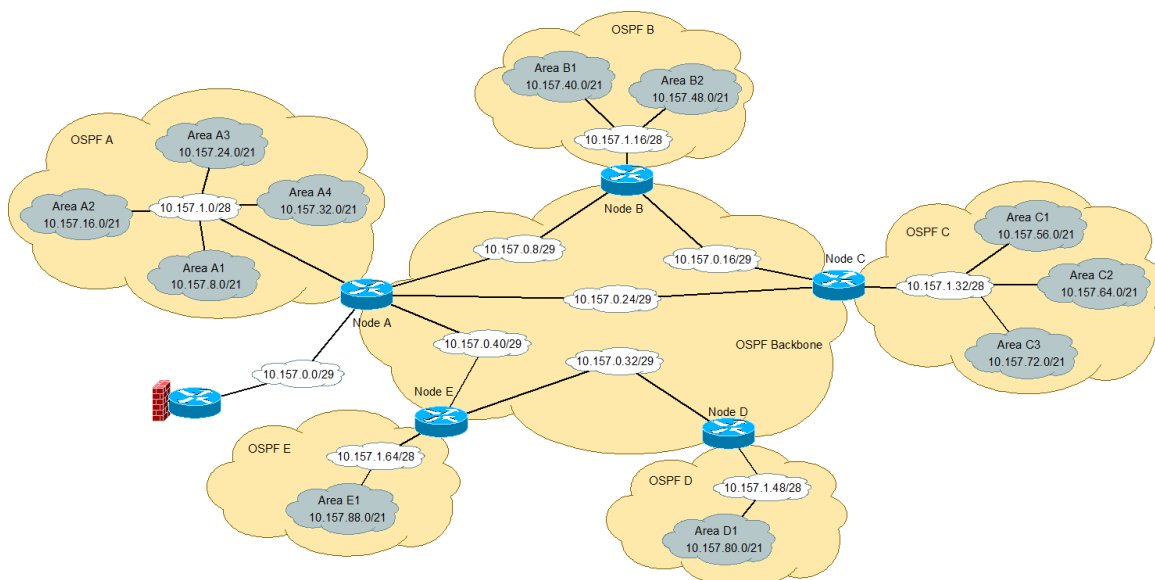 OSPF B
Area B1
10.157.40.0/21
Area B2
10.157.48.0/21
10.157.1.16/28
Node B
OSPF A
Area A3
10.157.24.0/21
Area A2
10.157.16.0/21
10.157.1.0/28
Area A4
10.157.32.0/21
Area A1
10.157.8.0/21
Node A
10.157.0.0/29
10.157.0.8/29
10.157.0.16/29
10.157.0.24/29
10.157.0.40/29
10.157.0.32/29
OSPF Backbone
Node C
OSPF C
Area C1
10.157.56.0/21
10.157.1.32/28
Area C2
10.157.64.0/21
Area C3
10.157.72.0/21
Node E
OSPF E
10.157.1.64/28
Area E1
10.157.88.0/21
Node D
OSPF D
10.157.1.48/28
Area D1
10.157.80.0/21